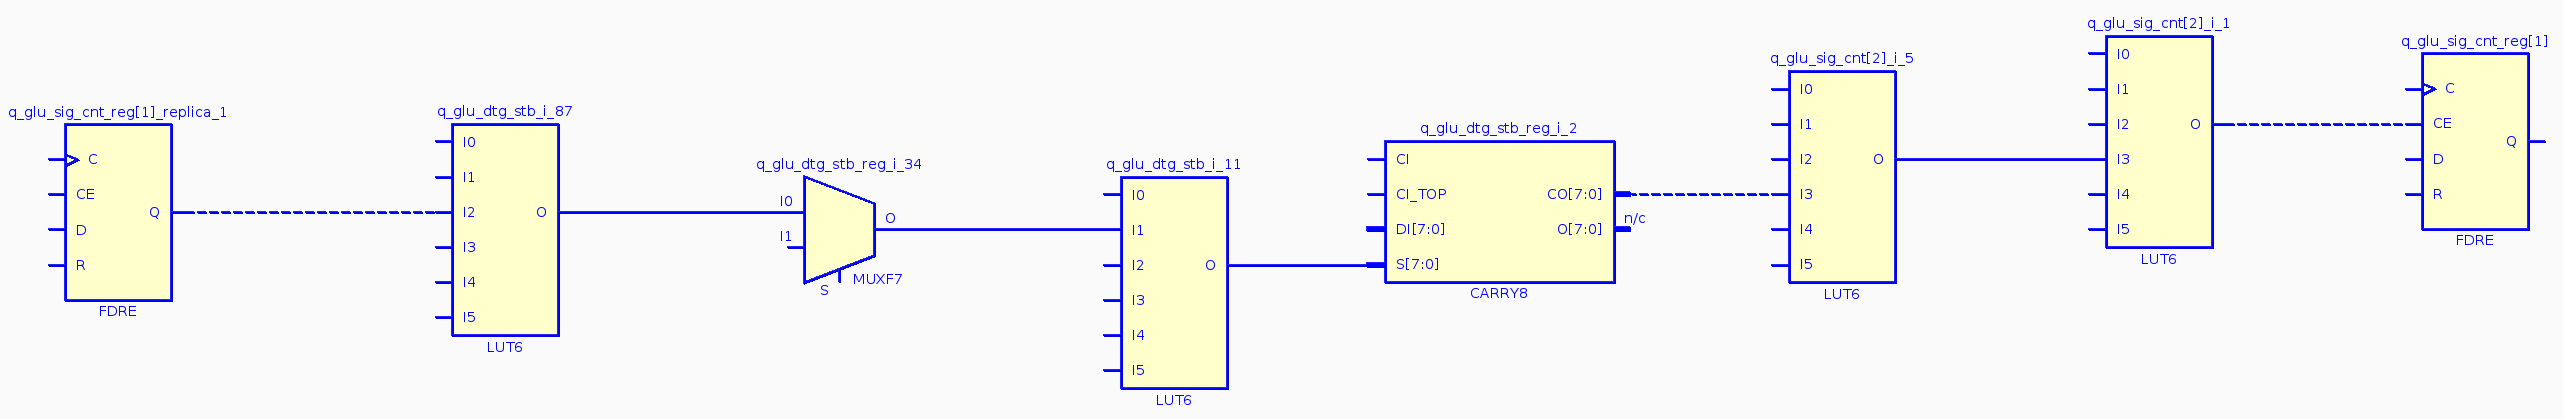 q_glu_sig_cnt_reg[1]_replica_1
C
CE
D
R
Q
FDRE
q_glu_dtg_stb_i_87
I0
I1
I2
I3
I4
I5
O
LUT6
q_glu_dtg_stb_reg_i_34
I0
I1
S
O
MUXF7
q_glu_dtg_stb_i_11
I0
I1
I2
I3
I4
I5
O
LUT6
q_glu_dtg_stb_reg_i_2
CI
CI_TOP
DI[7:0]
S[7:0]
CO[7:0]
O[7:0]
n/c
CARRY8
q_glu_sig_cnt[2]_i_5
I0
I1
I2
I3
I4
I5
O
LUT6
q_glu_sig_cnt[2]_i_1
I0
I1
I2
I3
I4
I5
O
LUT6
q_glu_sig_cnt_reg[1]
C
CE
D
R
Q
FDRE